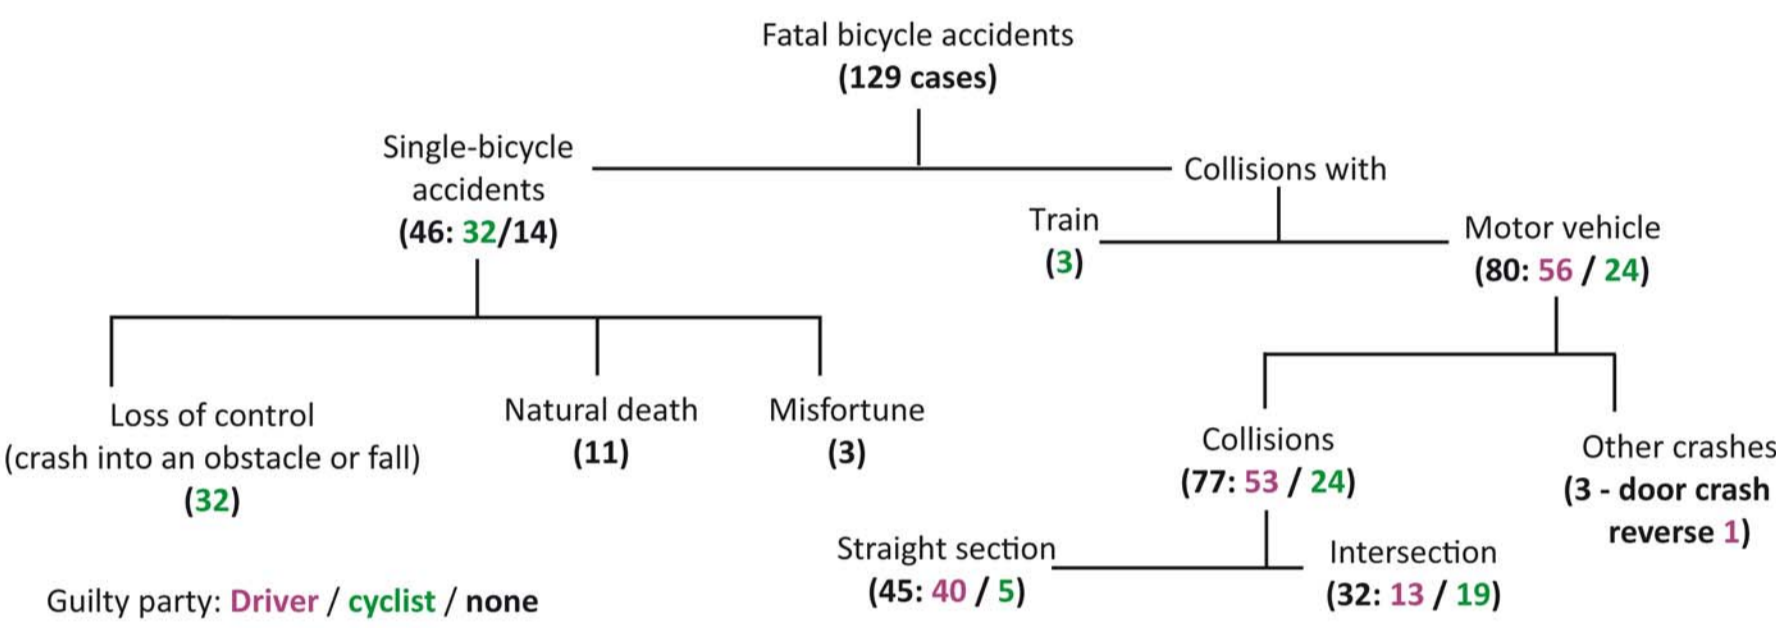 Fatal bicycle accidents
(129 cases)
Single-bicycle
accidents
(46: 32/14)
Collisions with
Train
(3)
Motor vehicle
(80: 56 / 24)
Loss of control
(crash into an obstacle or fall)
(32)
Natural death
(11)
Misfortune
(3)
Collisions
(77: 53 / 24)
Other crashes
(3 - door crash
reverse 1)
Straight section
(45: 40 / 5)
Intersection
(32: 13 / 19)
Guilty party: Driver / cyclist / none